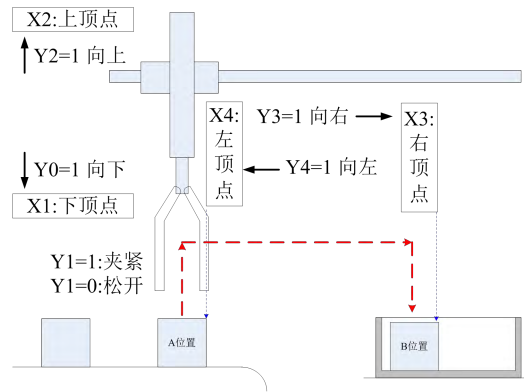 X2:上顶点
Y2=1 向上
X4:
左
顶
点
Y3=1 向右
X3:
右
顶
点
Y0=1 向下
Y4=1 向左
X1:下顶点
Y1=1:夹紧
Y1=0:松开
A位置
B位置